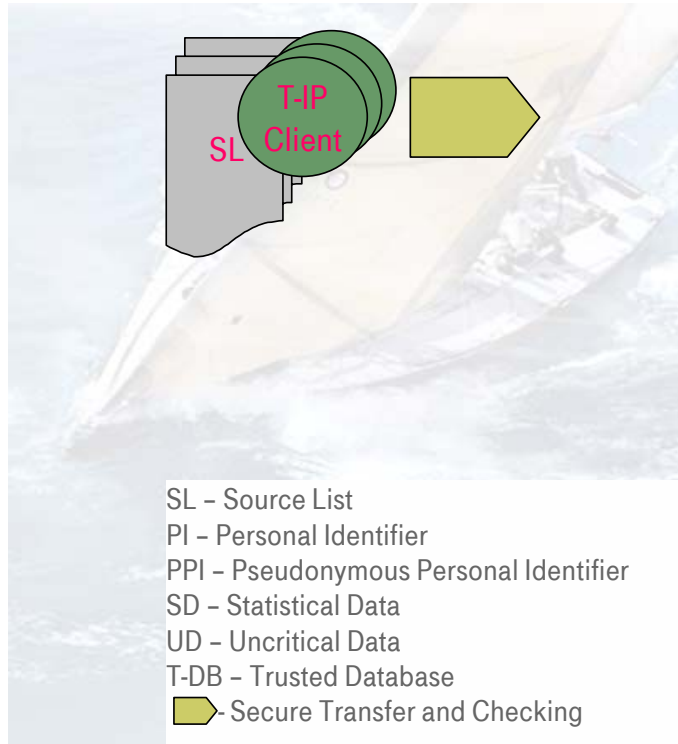 T-IP
Client
SL
SL – Source List
PI – Personal Identifier
PPI – Pseudonymous Personal Identifier
SD – Statistical Data
UD – Uncritical Data
T-DB – Trusted Database
- Secure Transfer and Checking